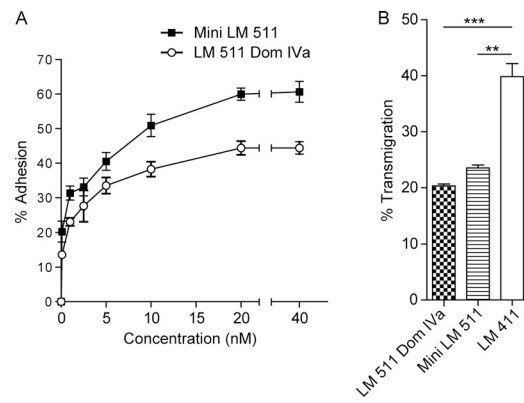 A
Mini LM 511
LM 511 Dom IVa
% Adhesion
70
60
50
40
30
20
10
0
0 5 10 15 20 40
Concentration (nM)
B
% Transmigration
50
40
30
20
10
0
***
**
LM 511 Dom IVa
Mini LM 511
LM 411